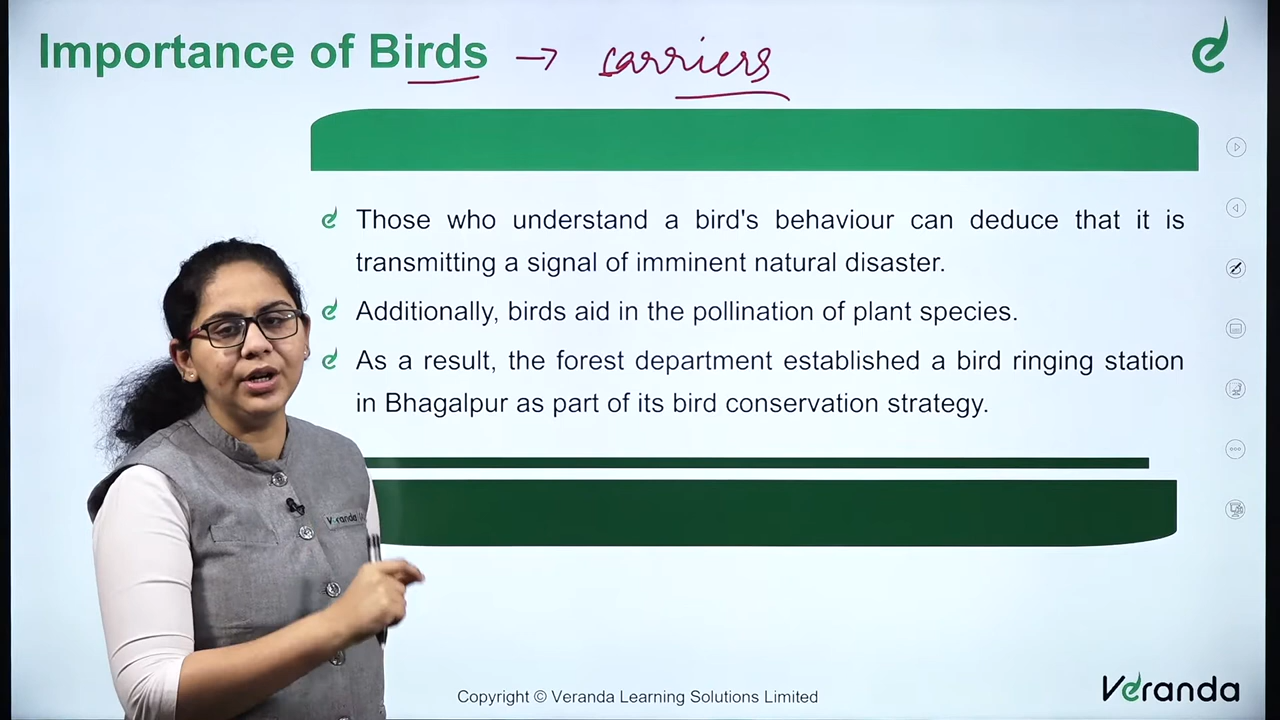 Importance of Birds → carriers
Those who understand a bird's behaviour can deduce that it is
transmitting a signal of imminent natural disaster.
Additionally, birds aid in the pollination of plant species.
As a result, the forest department established a bird ringing station
in Bhagalpur as part of its bird conservation strategy.
Veranda
Copyright © Veranda Learning Solutions Limited
Veranda